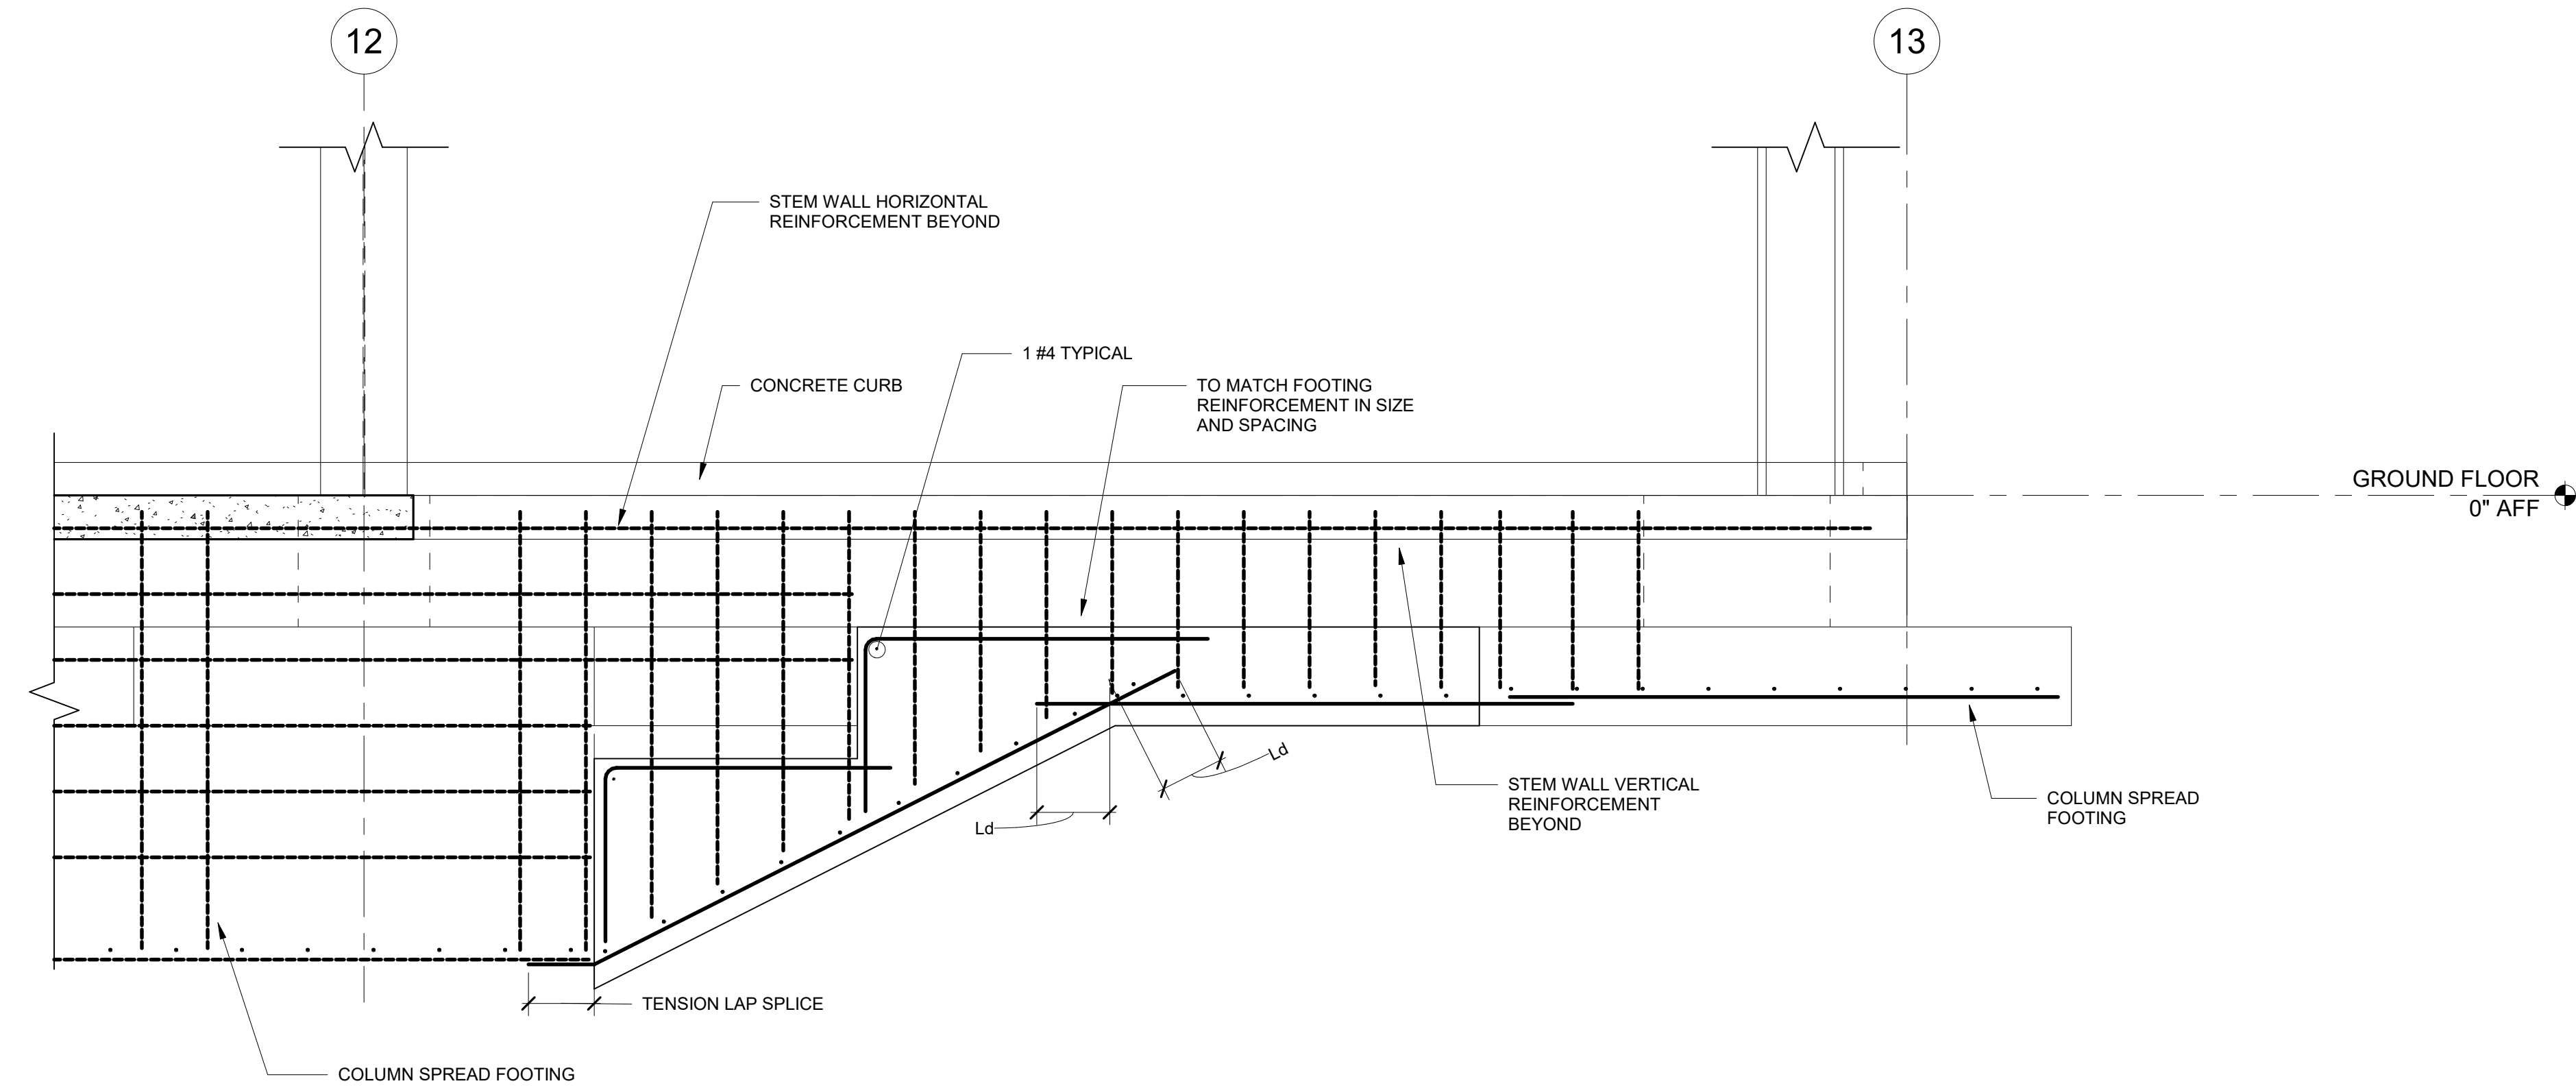 12
13
STEM WALL HORIZONTAL
REINFORCEMENT BEYOND
1 #4 TYPICAL
CONCRETE CURB
TO MATCH FOOTING
REINFORCEMENT IN SIZE
AND SPACING
GROUND FLOOR
0" AFF
Ld
Ld
STEM WALL VERTICAL
REINFORCEMENT
BEYOND
COLUMN SPREAD
FOOTING
TENSION LAP SPLICE
COLUMN SPREAD FOOTING